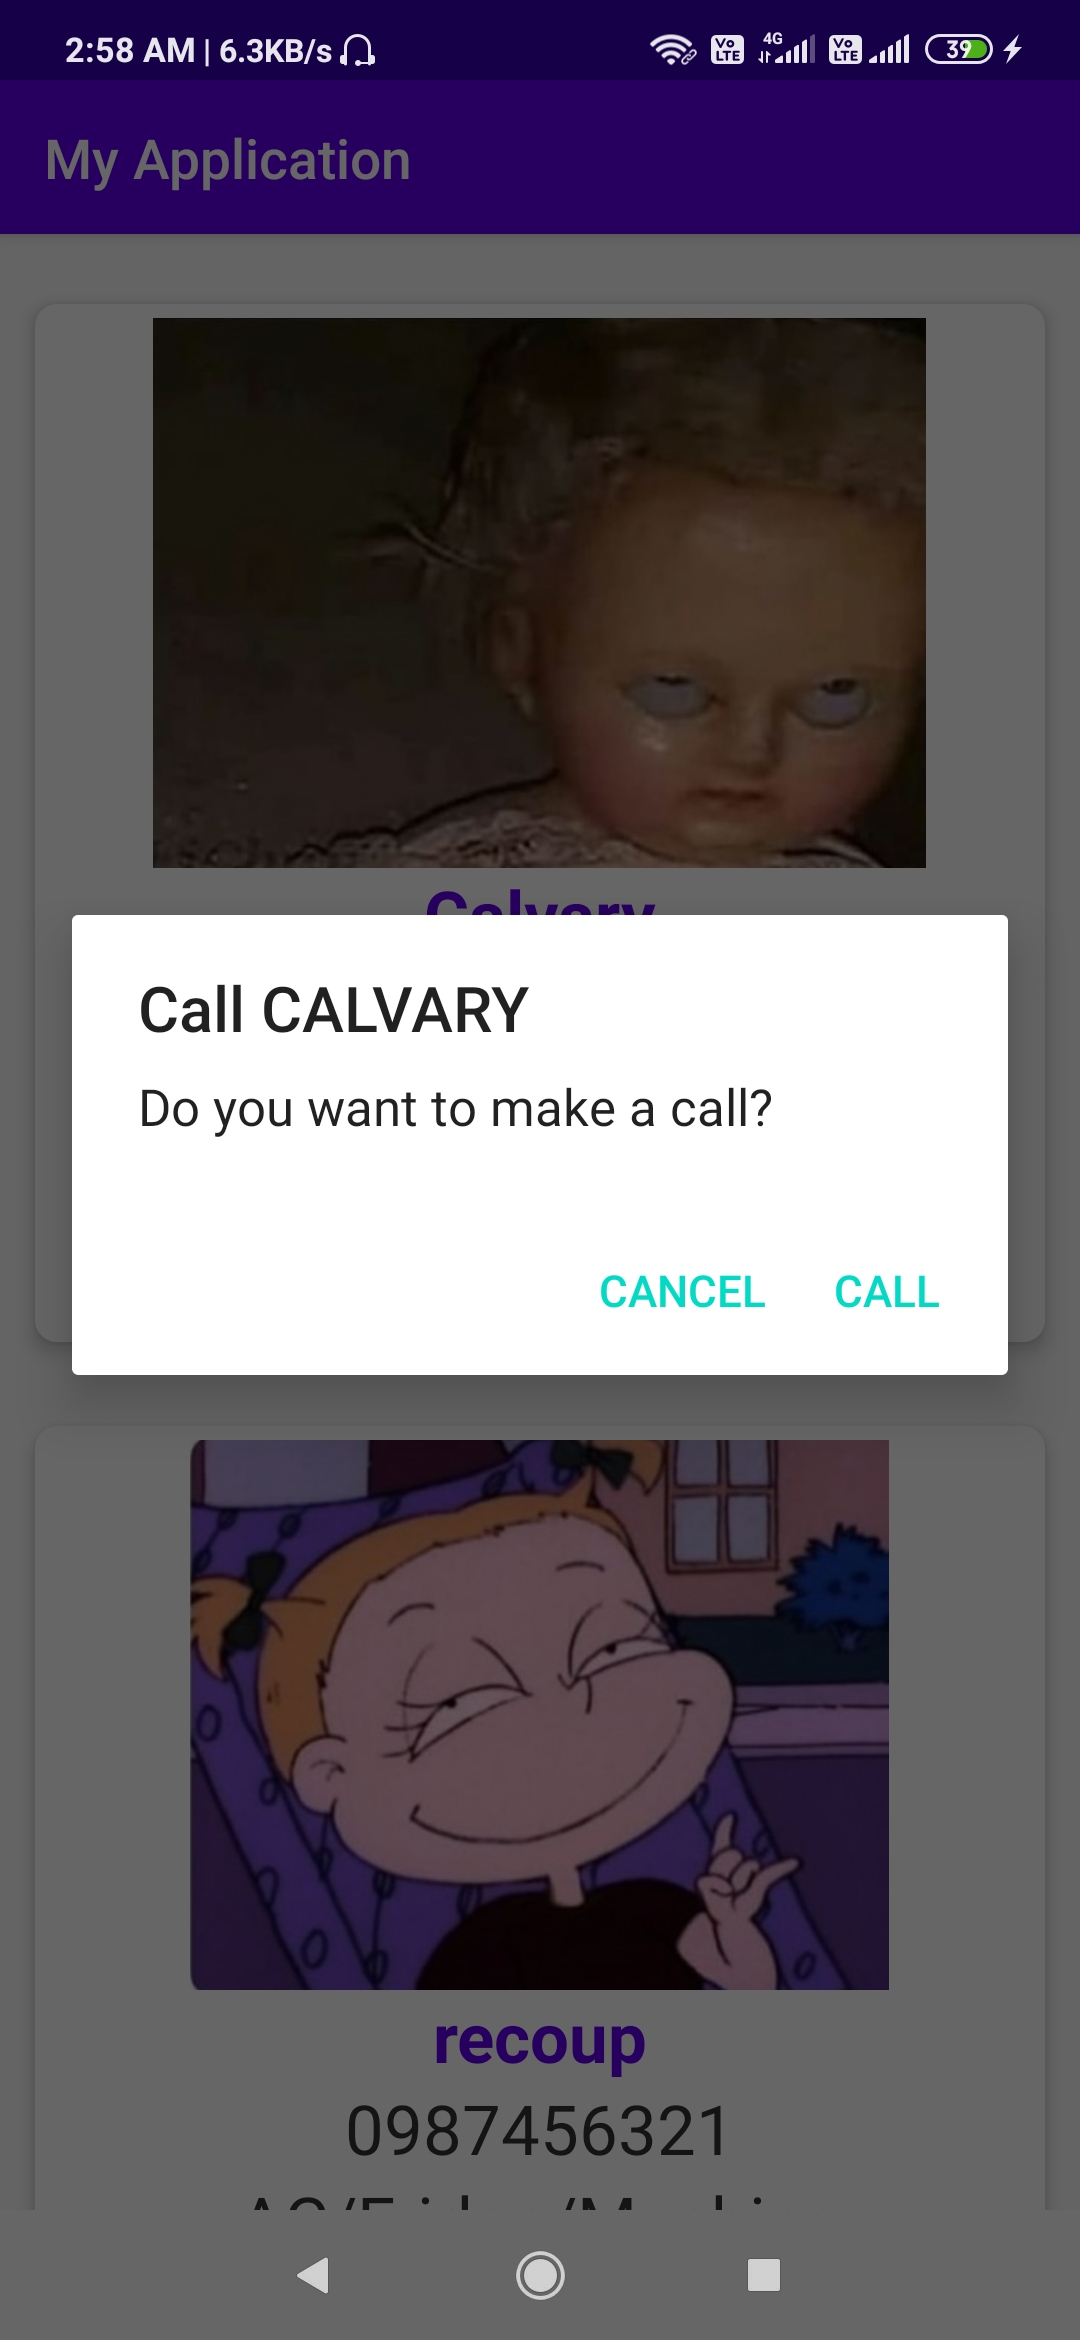 2:58 AM | 6.3KB/s
Vo LTE
4G
Vo LTE
39
My Application
Calvary
Call CALVARY
Do you want to make a call?
CANCEL CALL
recoup
0987456321